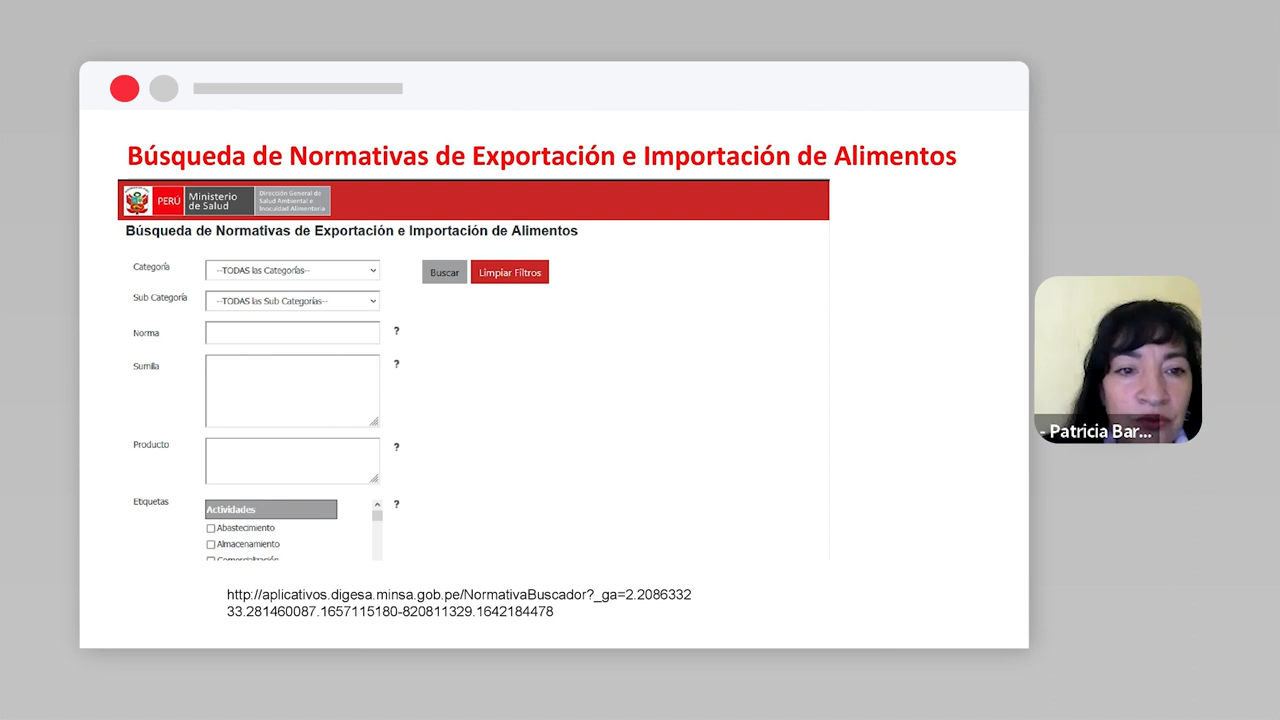 Búsqueda de Normativas de Exportación e Importación de Alimentos
PERÚ
Ministerio
de Salud
Dirección General de
Salud Ambiental e
Inocuidad Alimentaria
Búsqueda de Normativas de Exportación e Importación de Alimentos
Categoría
--TODAS las Categorías--
Buscar
Limpiar Filtros
Sub Categoría
--TODAS las Sub Categorías--
Norma
?
Sumilla
?
Producto
?
Etiquetas
Actividades
?
Abastecimiento
Almacenamiento
Comercialización
- Patricia Bar...
http://aplicativos.digesa.minsa.gob.pe/NormativaBuscador?_ga=2.2086332
33.281460087.1657115180-820811329.1642184478